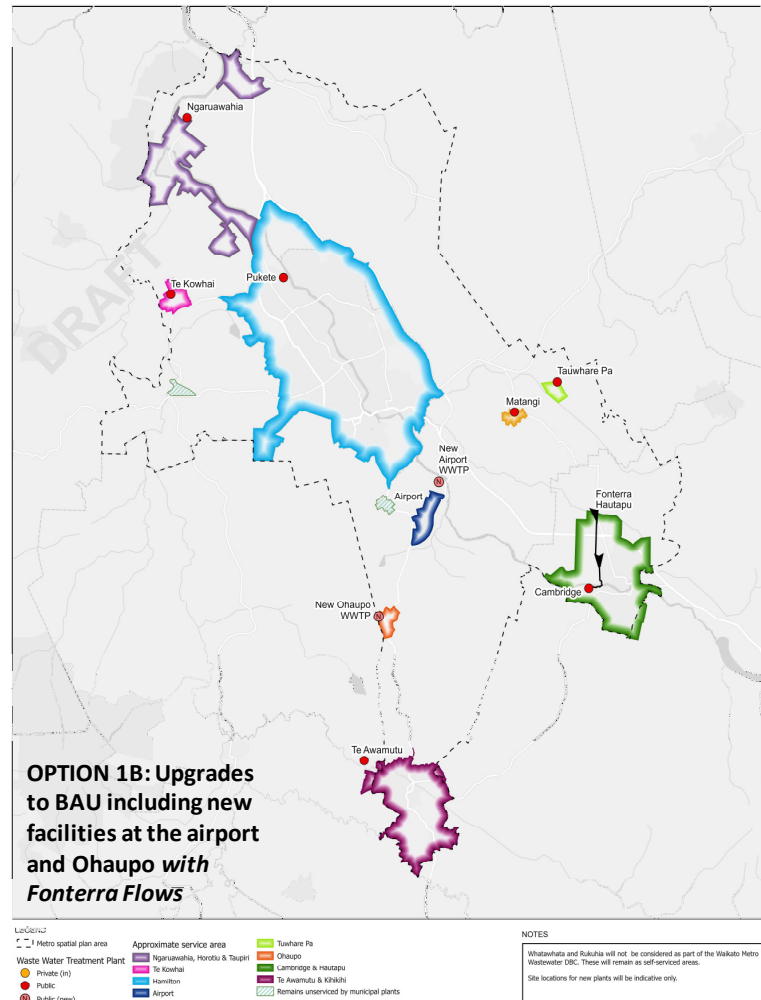 Ngaruawahia
DRAFT
Te Kowhai
Pukete
Tauwhare Pa
Matangi
New
Airport
WWTP
Airport
Fonterra
Hautapu
Cambridge
New Ohaupo
WWTP
Te Awamutu
OPTION 1B: Upgrades
to BAU including new
facilities at the airport
and Ohaupo with
Fonterra Flows
Metro spatial plan area
Waste Water Treatment Plant
Private (in)
Public
N Public (new)
Approximate service area
Ngaruawahia, Horotiu & Taupiri
Te Kowhai
Hamilton
Airport
Tuwhare Pa
Ohaupo
Cambridge & Hautapu
Te Awamutu & Kihikihi
Remains unserviced by municipal plants
NOTES
Whatawhata and Rukuhia will not be considered as part of the Waikato Metro
Wastewater DBC. These will remain as self-serviced areas.
Site locations for new plants will be indicative only.